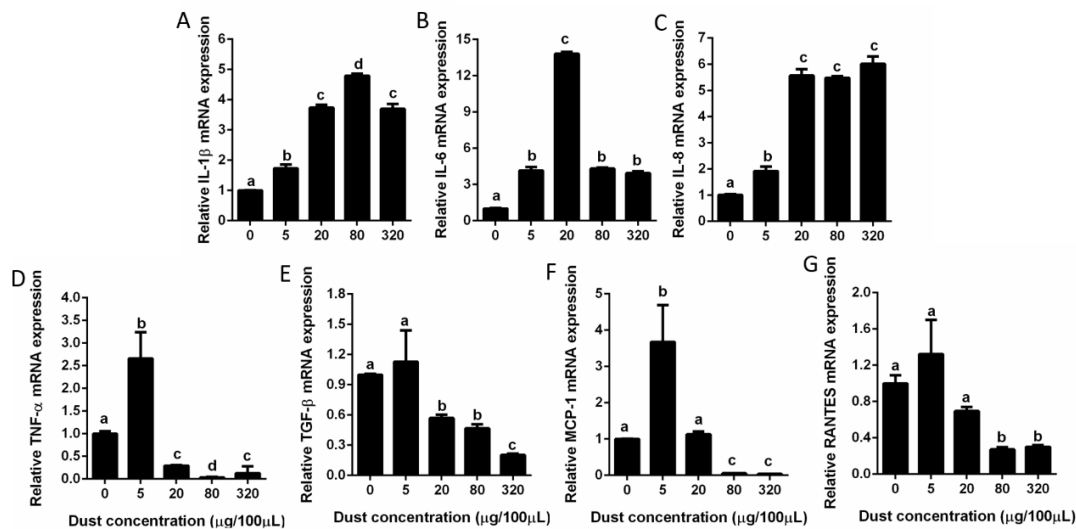 A
Relative IL-1β mRNA expression
6
5
4
3
2
1
0
a
b
c
d
c
0 5 20 80 320
B
Relative IL-6 mRNA expression
15
12
9
6
3
0
a
b
c
b
b
0 5 20 80 320
C
Relative IL-8 mRNA expression
7
6
5
4
3
2
1
0
a
b
c
c
c
0 5 20 80 320
D
Relative TNF-α mRNA expression
4.0
3.5
3.0
2.5
2.0
1.5
1.0
0.5
0.0
a
b
c
d
c
0 5 20 80 320
Dust concentration (µg/100µL)
E
Relative TGF-β mRNA expression
1.8
1.5
1.2
0.9
0.6
0.3
0.0
a
a
b
b
c
0 5 20 80 320
Dust concentration (µg/100µL)
F
Relative MCP-1 mRNA expression
5
4
3
2
1
0
a
b
a
c
c
0 5 20 80 320
Dust concentration (µg/100µL)
G
Relative RANTES mRNA expression
2.0
1.6
1.2
0.8
0.4
0.0
a
a
a
b
b
0 5 20 80 320
Dust concentration (µg/100µL)